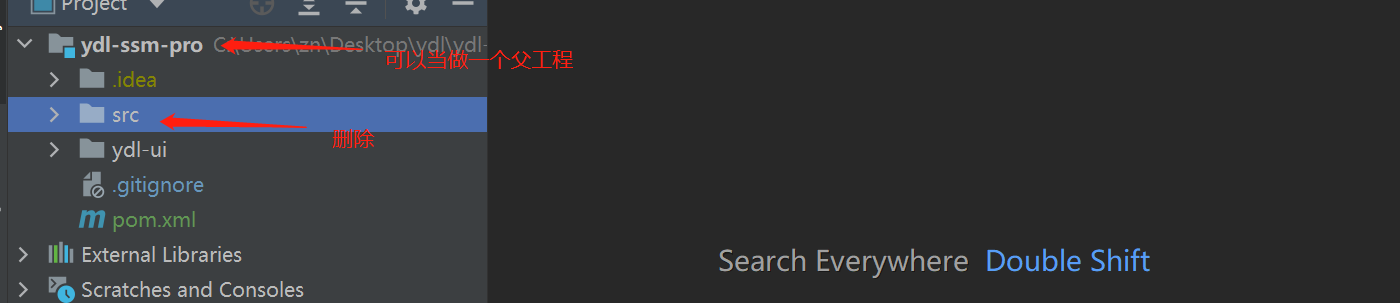 Project
ydl-ssm-pro C:\Users\zn\Desktop\ydl\ydl-
可以当做一个父工程
.idea
src
删除
ydl-ui
.gitignore
pom.xml
External Libraries
Scratches and Consoles
Search Everywhere Double Shift